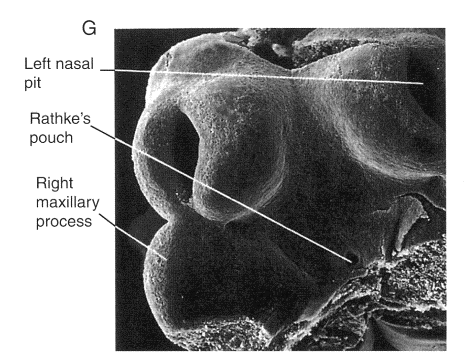 G
Left nasal
pit
Rathke's
pouch
Right
maxillary
process